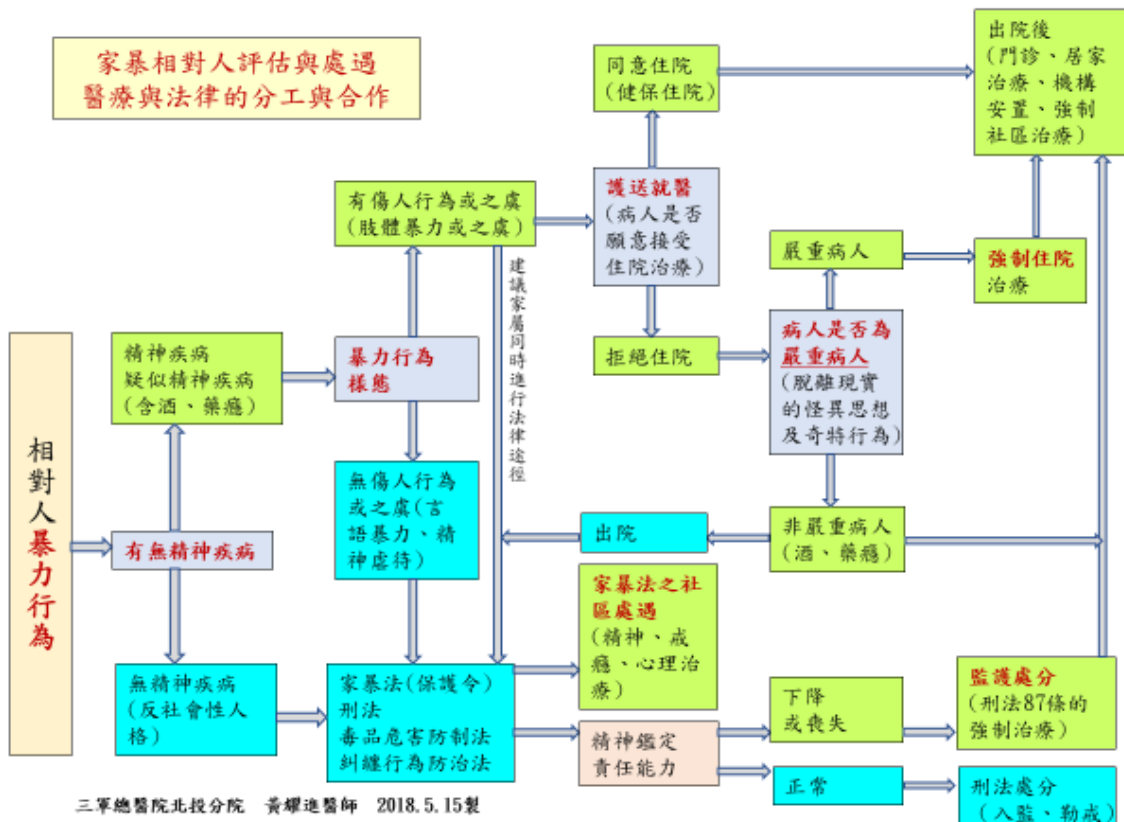 家暴相對人評估與處遇
醫療與法律的分工與合作
相對人暴力行為
有無精神疾病
精神疾病
疑似精神疾病
(含酒、藥癮)
無精神疾病
(反社會性人
格)
暴力行為
樣態
有傷人行為或之虞
(肢體暴力或之虞)
無傷人行為
或之虞(言
語暴力、精
神虐待)
建議家屬同時進行法律途徑
家暴法(保護令)
刑法
毒品危害防制法
糾纏行為防治法
護送就醫
(病人是否
願意接受
住院治療)
同意住院
(健保住院)
拒絕住院
病人是否為
嚴重病人
(脫離現實
的怪異思想
及奇特行為)
嚴重病人
強制住院
治療
出院後
(門診、居家
治療、機構
安置、強制
社區治療)
非嚴重病人
(酒、藥癮)
出院
家暴法之社
區處遇
(精神、戒
癮、心理治
療)
精神鑑定
責任能力
下降
或喪失
監護處分
(刑法87條的
強制治療)
正常
刑法處分
(入監、勒戒)
三軍總醫院北投分院 黃耀進醫師 2018.5.15製